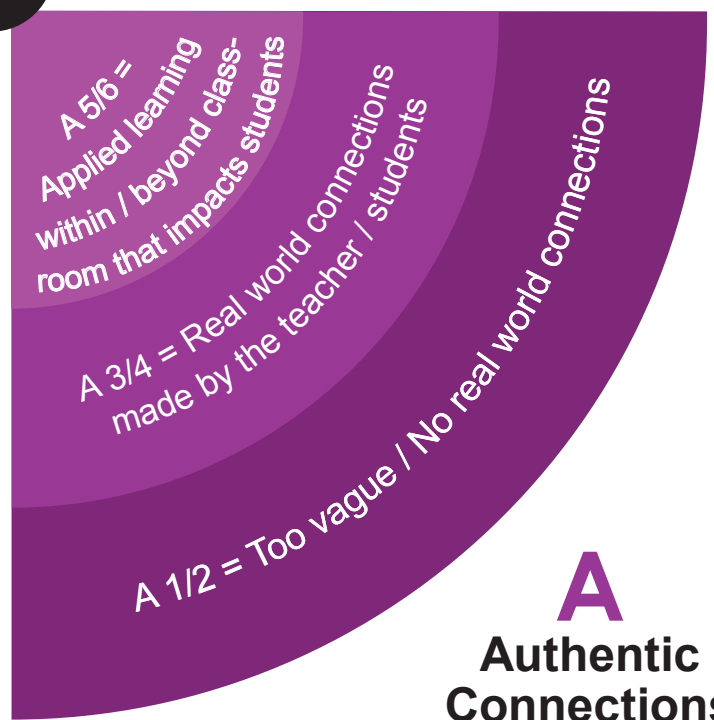 A 5/6 =
Applied learning
within / beyond class-
room that impacts students
A 3/4 = Real world connections
made by the teacher / students
A 1/2 = Too vague / No real world connections
A
Authentic
Connections